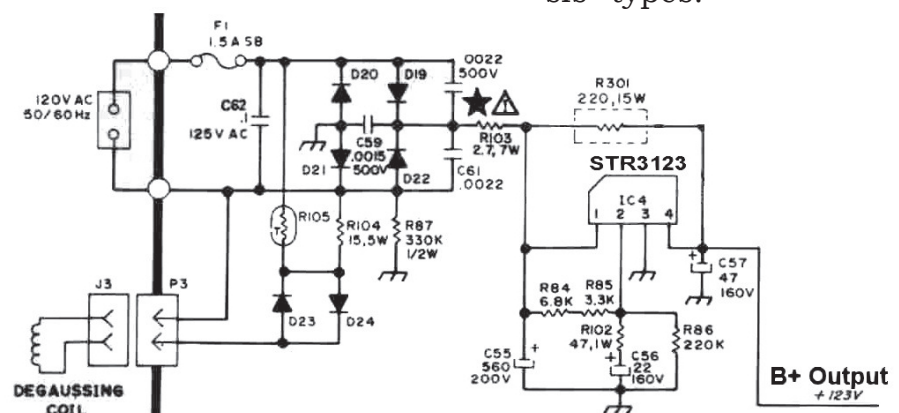 sis" types.
F1
1.5A SB
120V AC
50/60 Hz
C62
.1
125V AC
D20
D19
.0022
500V
C59
.0015
500V
D21
D22
C61
.0022
R103
2.7, 7W
R301
220, 15W
STR3123
IC4
1 2 3 4
C57
47
160V
T
R105
R104
15, 5W
R87
330K
1/2W
J3
P3
D23
D24
R84
6.8K
R85
3.3K
R102
47, 1W
R86
220K
C55
560
200V
C56
22
160V
DEGAUSSING
COIL
B+ Output
+123V